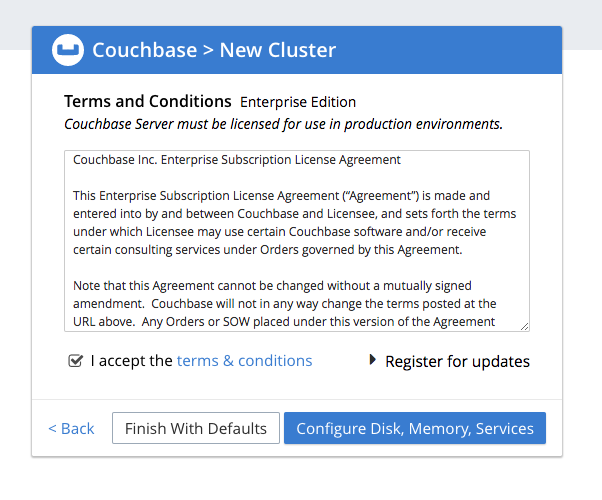 Couchbase > New Cluster
Terms and Conditions Enterprise Edition
Couchbase Server must be licensed for use in production environments.
Couchbase Inc. Enterprise Subscription License Agreement
This Enterprise Subscription License Agreement (“Agreement”) is made and
entered into by and between Couchbase and Licensee, and sets forth the terms
under which Licensee may use certain Couchbase software and/or receive
certain consulting services under Orders governed by this Agreement.
Note that this Agreement cannot be changed without a mutually signed
amendment.  Couchbase will not in any way change the terms posted at the
URL above.  Any Orders or SOW placed under this version of the Agreement
I accept the terms & conditions
Register for updates
< Back
Finish With Defaults
Configure Disk, Memory, Services